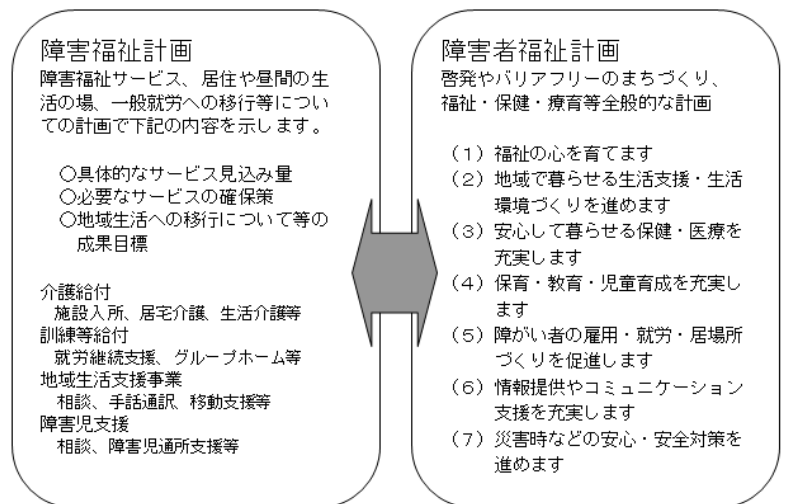 障害福祉計画
障害福祉サービス、居住や昼間の生
活の場、一般就労への移行等につい
ての計画で下記の内容を示します。
○具体的なサービス見込み量
○必要なサービスの確保策
○地域生活への移行について等の
成果目標
介護給付
施設入所、居宅介護、生活介護等
訓練等給付
就労継続支援、グループホーム等
地域生活支援事業
相談、手話通訳、移動支援等
障害児支援
相談、障害児通所支援等
障害者福祉計画
啓発やバリアフリーのまちづくり、
福祉・保健・療育等全般的な計画
（1）福祉の心を育てます
（2）地域で暮らせる生活支援・生活
環境づくりを進めます
（3）安心して暮らせる保健・医療を
充実します
（4）保育・教育・児童育成を充実し
ます
（5）障がい者の雇用・就労・居場所
づくりを促進します
（6）情報提供やコミュニケーション
支援を充実します
（7）災害時などの安心・安全対策を
進めます